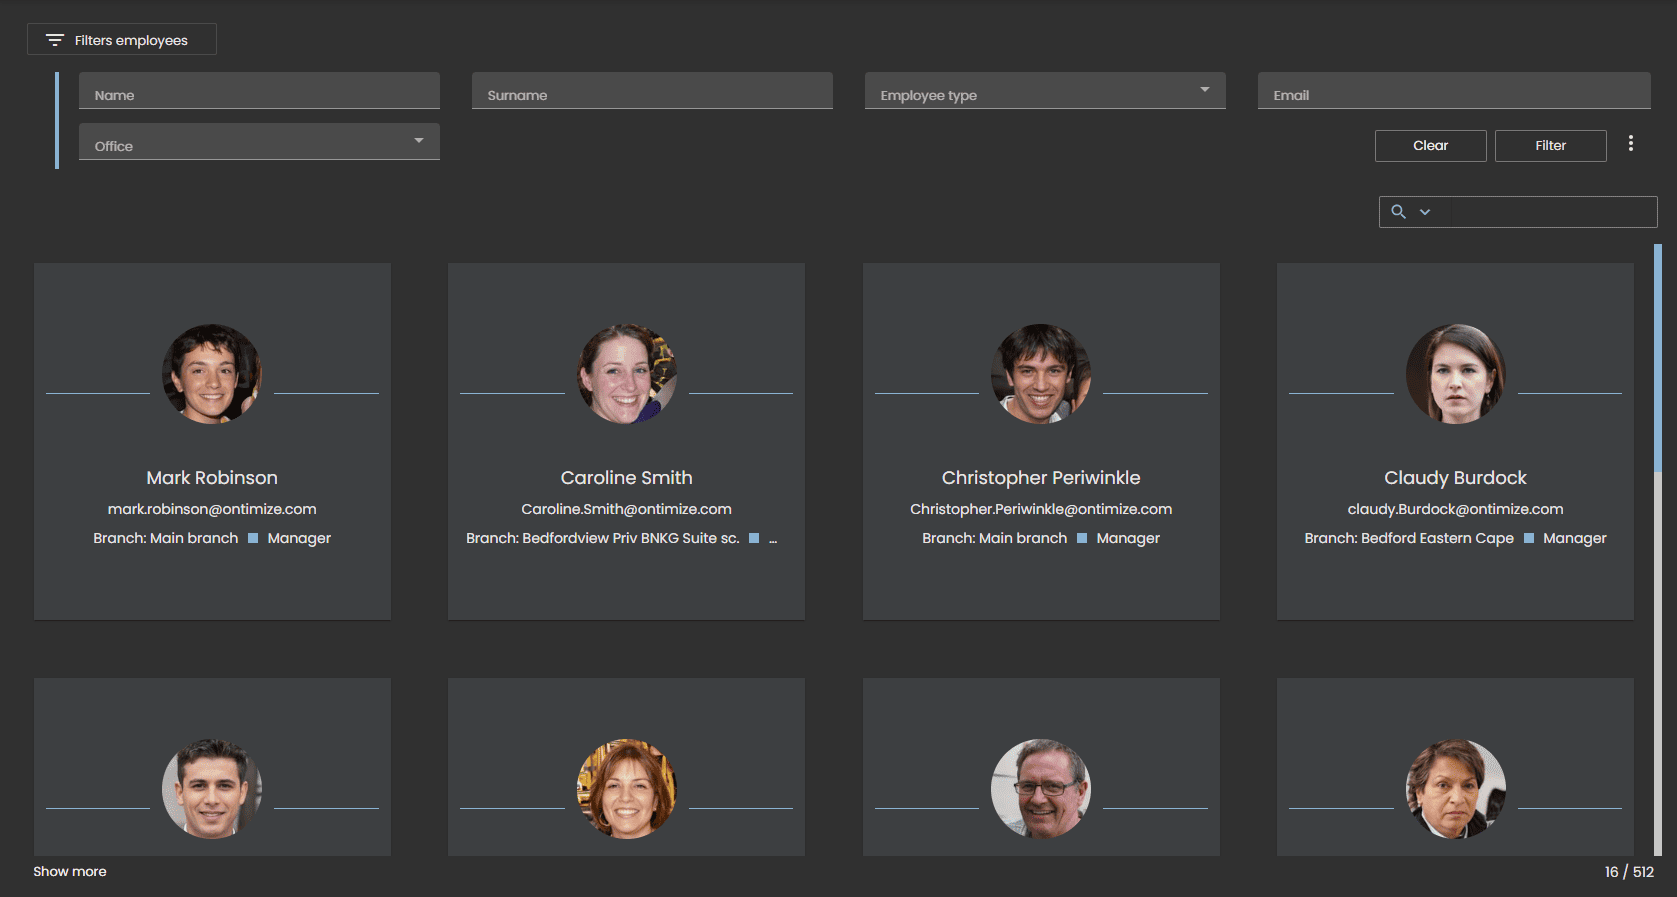 Filters employees
Name
Surname
Employee type
Email
Office
Clear
Filter
Mark Robinson
mark.robinson@ontimize.com
Branch: Main branch Manager
Caroline Smith
Caroline.Smith@ontimize.com
Branch: Bedfordview Priv BNKG Suite sc. ...
Christopher Periwinkle
Christopher.Periwinkle@ontimize.com
Branch: Main branch Manager
Claudy Burdock
claudy.Burdock@ontimize.com
Branch: Bedford Eastern Cape Manager
Show more
16 / 512